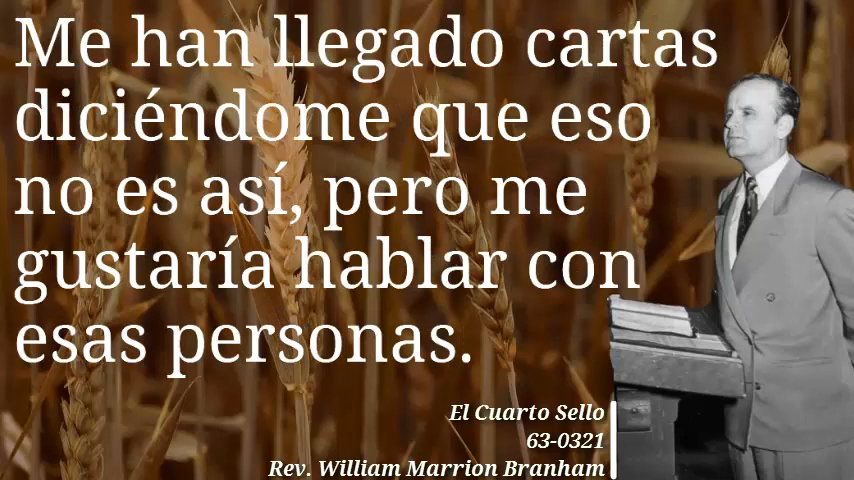 Me han llegado cartas
diciéndome que eso
no es así, pero me
gustaría hablar con
esas personas.
El Cuarto Sello
63-0321
Rev. William Marrion Branham